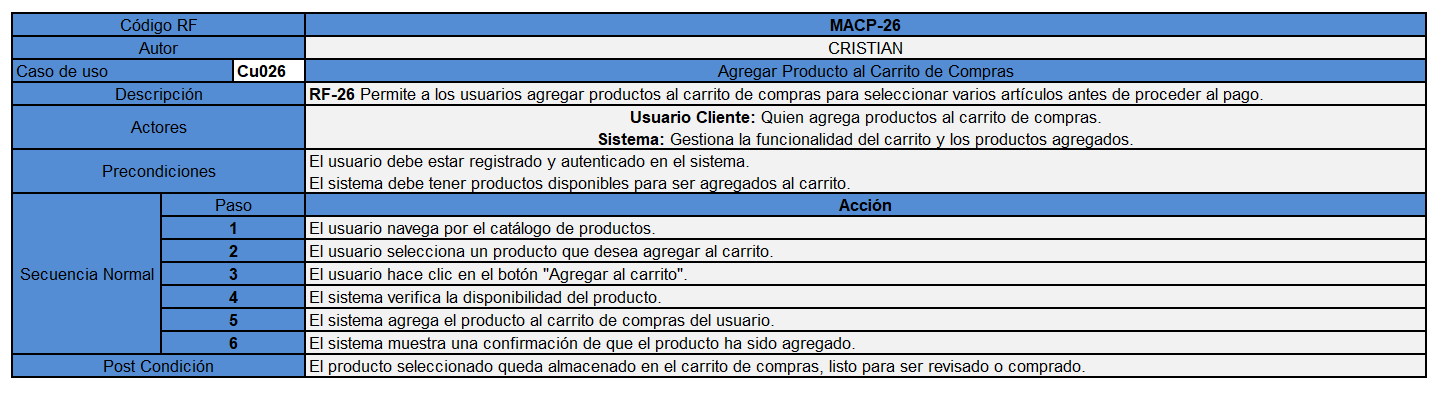 Código RF
MACP-26
Autor
CRISTIAN
Caso de uso
Cu026
Agregar Producto al Carrito de Compras
Descripción
RF-26 Permite a los usuarios agregar productos al carrito de compras para seleccionar varios artículos antes de proceder al pago.
Actores
Usuario Cliente: Quien agrega productos al carrito de compras.
Sistema: Gestiona la funcionalidad del carrito y los productos agregados.
Precondiciones
El usuario debe estar registrado y autenticado en el sistema.
El sistema debe tener productos disponibles para ser agregados al carrito.
Secuencia Normal
Paso
Acción
1
El usuario navega por el catálogo de productos.
2
El usuario selecciona un producto que desea agregar al carrito.
3
El usuario hace clic en el botón "Agregar al carrito".
4
El sistema verifica la disponibilidad del producto.
5
El sistema agrega el producto al carrito de compras del usuario.
6
El sistema muestra una confirmación de que el producto ha sido agregado.
Post Condición
El producto seleccionado queda almacenado en el carrito de compras, listo para ser revisado o comprado.